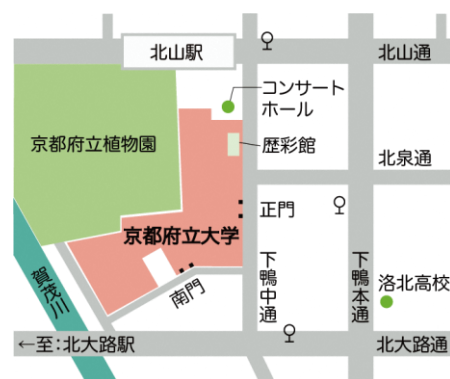 北山駅
北山通
コンサート
ホール
京都府立植物園
歴彩館
北泉通
正門
京都府立大学
下鴨中通
下鴨本通
賀茂川
南門
洛北高校
←至:北大路駅
北大路通